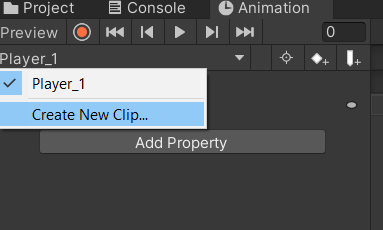 Project Console Animation
Preview 0
Player_1
Player_1
Create New Clip...
Add Property